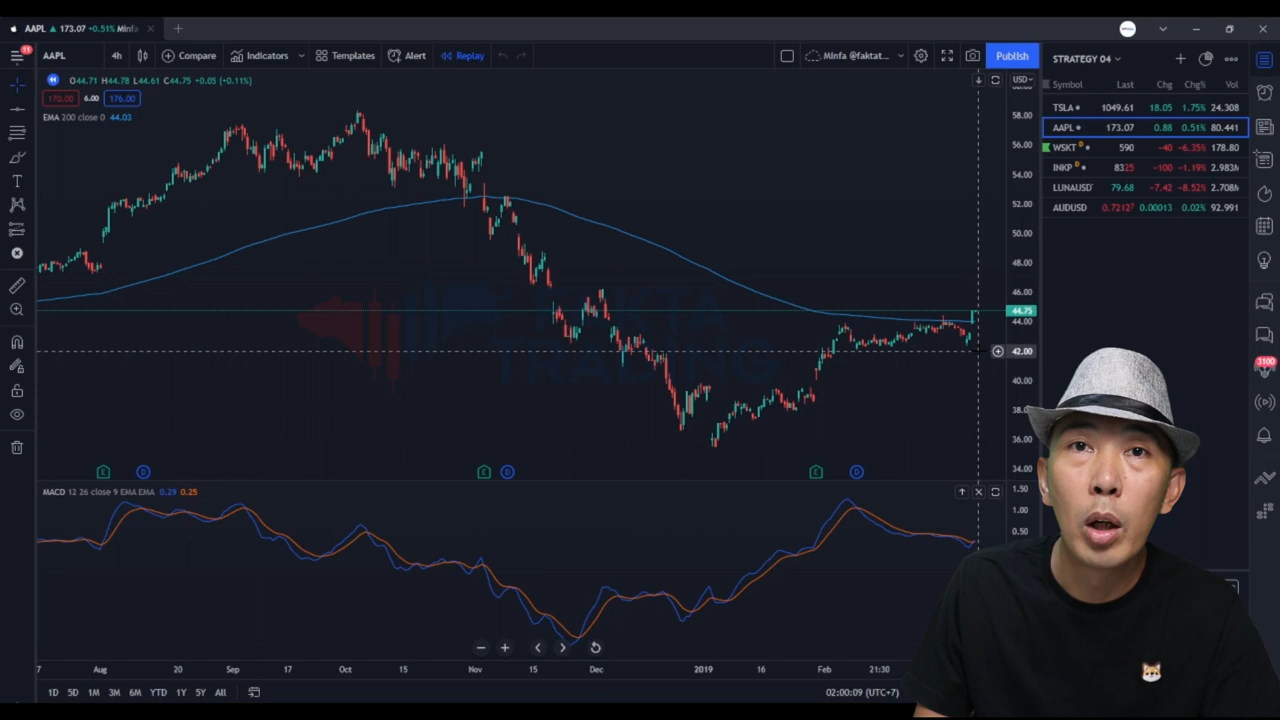 AAPL ▲ 173.07 +0.51% Minfa
11
AAPL 4h Compare Indicators Templates Alert Replay Minfa @faktat... Publish
STRATEGY 04
O44.71 H44.78 L44.61 C44.75 +0.05 (+0.11%)
USD
170.00 6.00 176.00
EMA 200 close 0 44.03
Symbol Last Chg Chg% Vol
TSLA 1049.61 18.05 1.75% 24.308
AAPL 173.07 0.88 0.51% 80.441
WSKT D 590 -40 -6.35% 178.80
INKP D 8325 -100 -1.19% 2.983M
LUNAUSDT 79.68 -7.42 -8.52% 2.708M
AUDUSD 0.72127 0.00013 0.02% 92.991
58.00
56.00
54.00
52.00
50.00
48.00
46.00
44.75
44.00
42.00
40.00
38.0
36.00
34.00
FAKTA
TRADING
3100
E D E D E D
MACD 12 26 close 9 EMA EMA 0.29 0.25
1.50
1.00
0.50
7 Aug 20 Sep 17 Oct 15 Nov 15 Dec 2019 16 Feb 21:30
1D 5D 1M 3M 6M YTD 1Y 5Y All 02:00:09 (UTC+7)